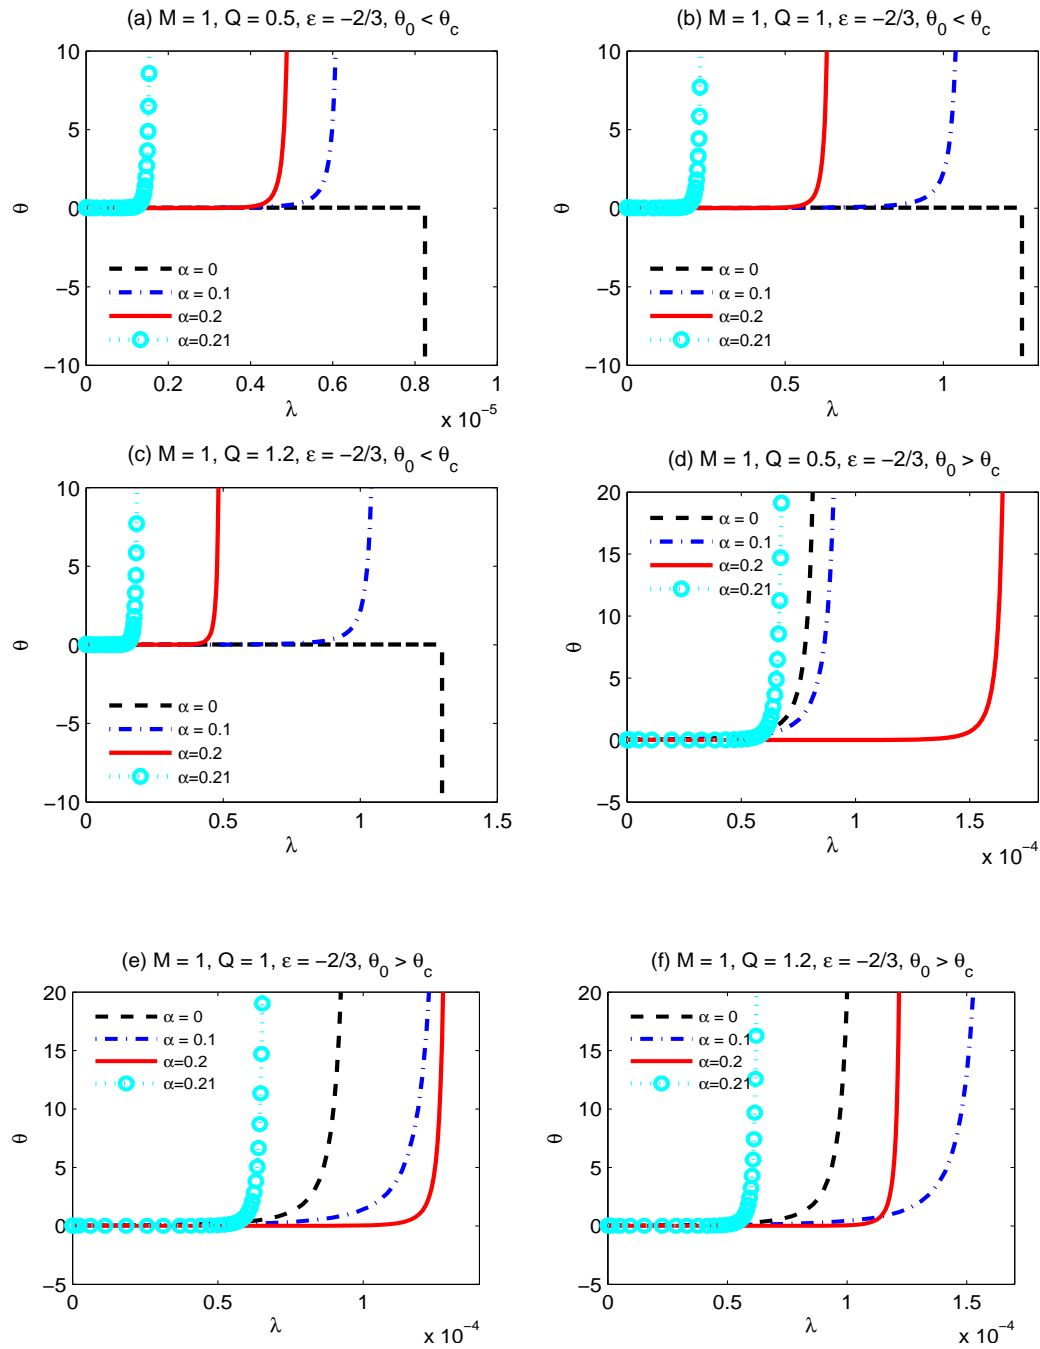 (a) M = 1, Q = 0.5, ε = −2/3, θ0 < θc
10
5
0
−5
−10
θ
α = 0
α = 0.1
α=0.2
α=0.21
0 0.2 0.4 0.6 0.8 1
λ
x 10−5
(b) M = 1, Q = 1, ε = −2/3, θ0 < θc
10
5
0
−5
−10
θ
α = 0
α = 0.1
α=0.2
α=0.21
0 0.5 1
λ
(c) M = 1, Q = 1.2, ε = −2/3, θ0 < θc
10
5
0
−5
−10
θ
α = 0
α = 0.1
α=0.2
α=0.21
0 0.5 1 1.5
λ
(d) M = 1, Q = 0.5, ε = −2/3, θ0 > θc
20
15
10
5
0
−5
θ
α = 0
α = 0.1
α=0.2
α=0.21
0 0.5 1 1.5
λ
x 10−4
(e) M = 1, Q = 1, ε = −2/3, θ0 > θc
20
15
10
5
0
−5
θ
α = 0
α = 0.1
α=0.2
α=0.21
0 0.5 1
λ
x 10−4
(f) M = 1, Q = 1.2, ε = −2/3, θ0 > θc
20
15
10
5
0
−5
θ
α = 0
α = 0.1
α=0.2
α=0.21
0 0.5 1 1.5
λ
x 10−4